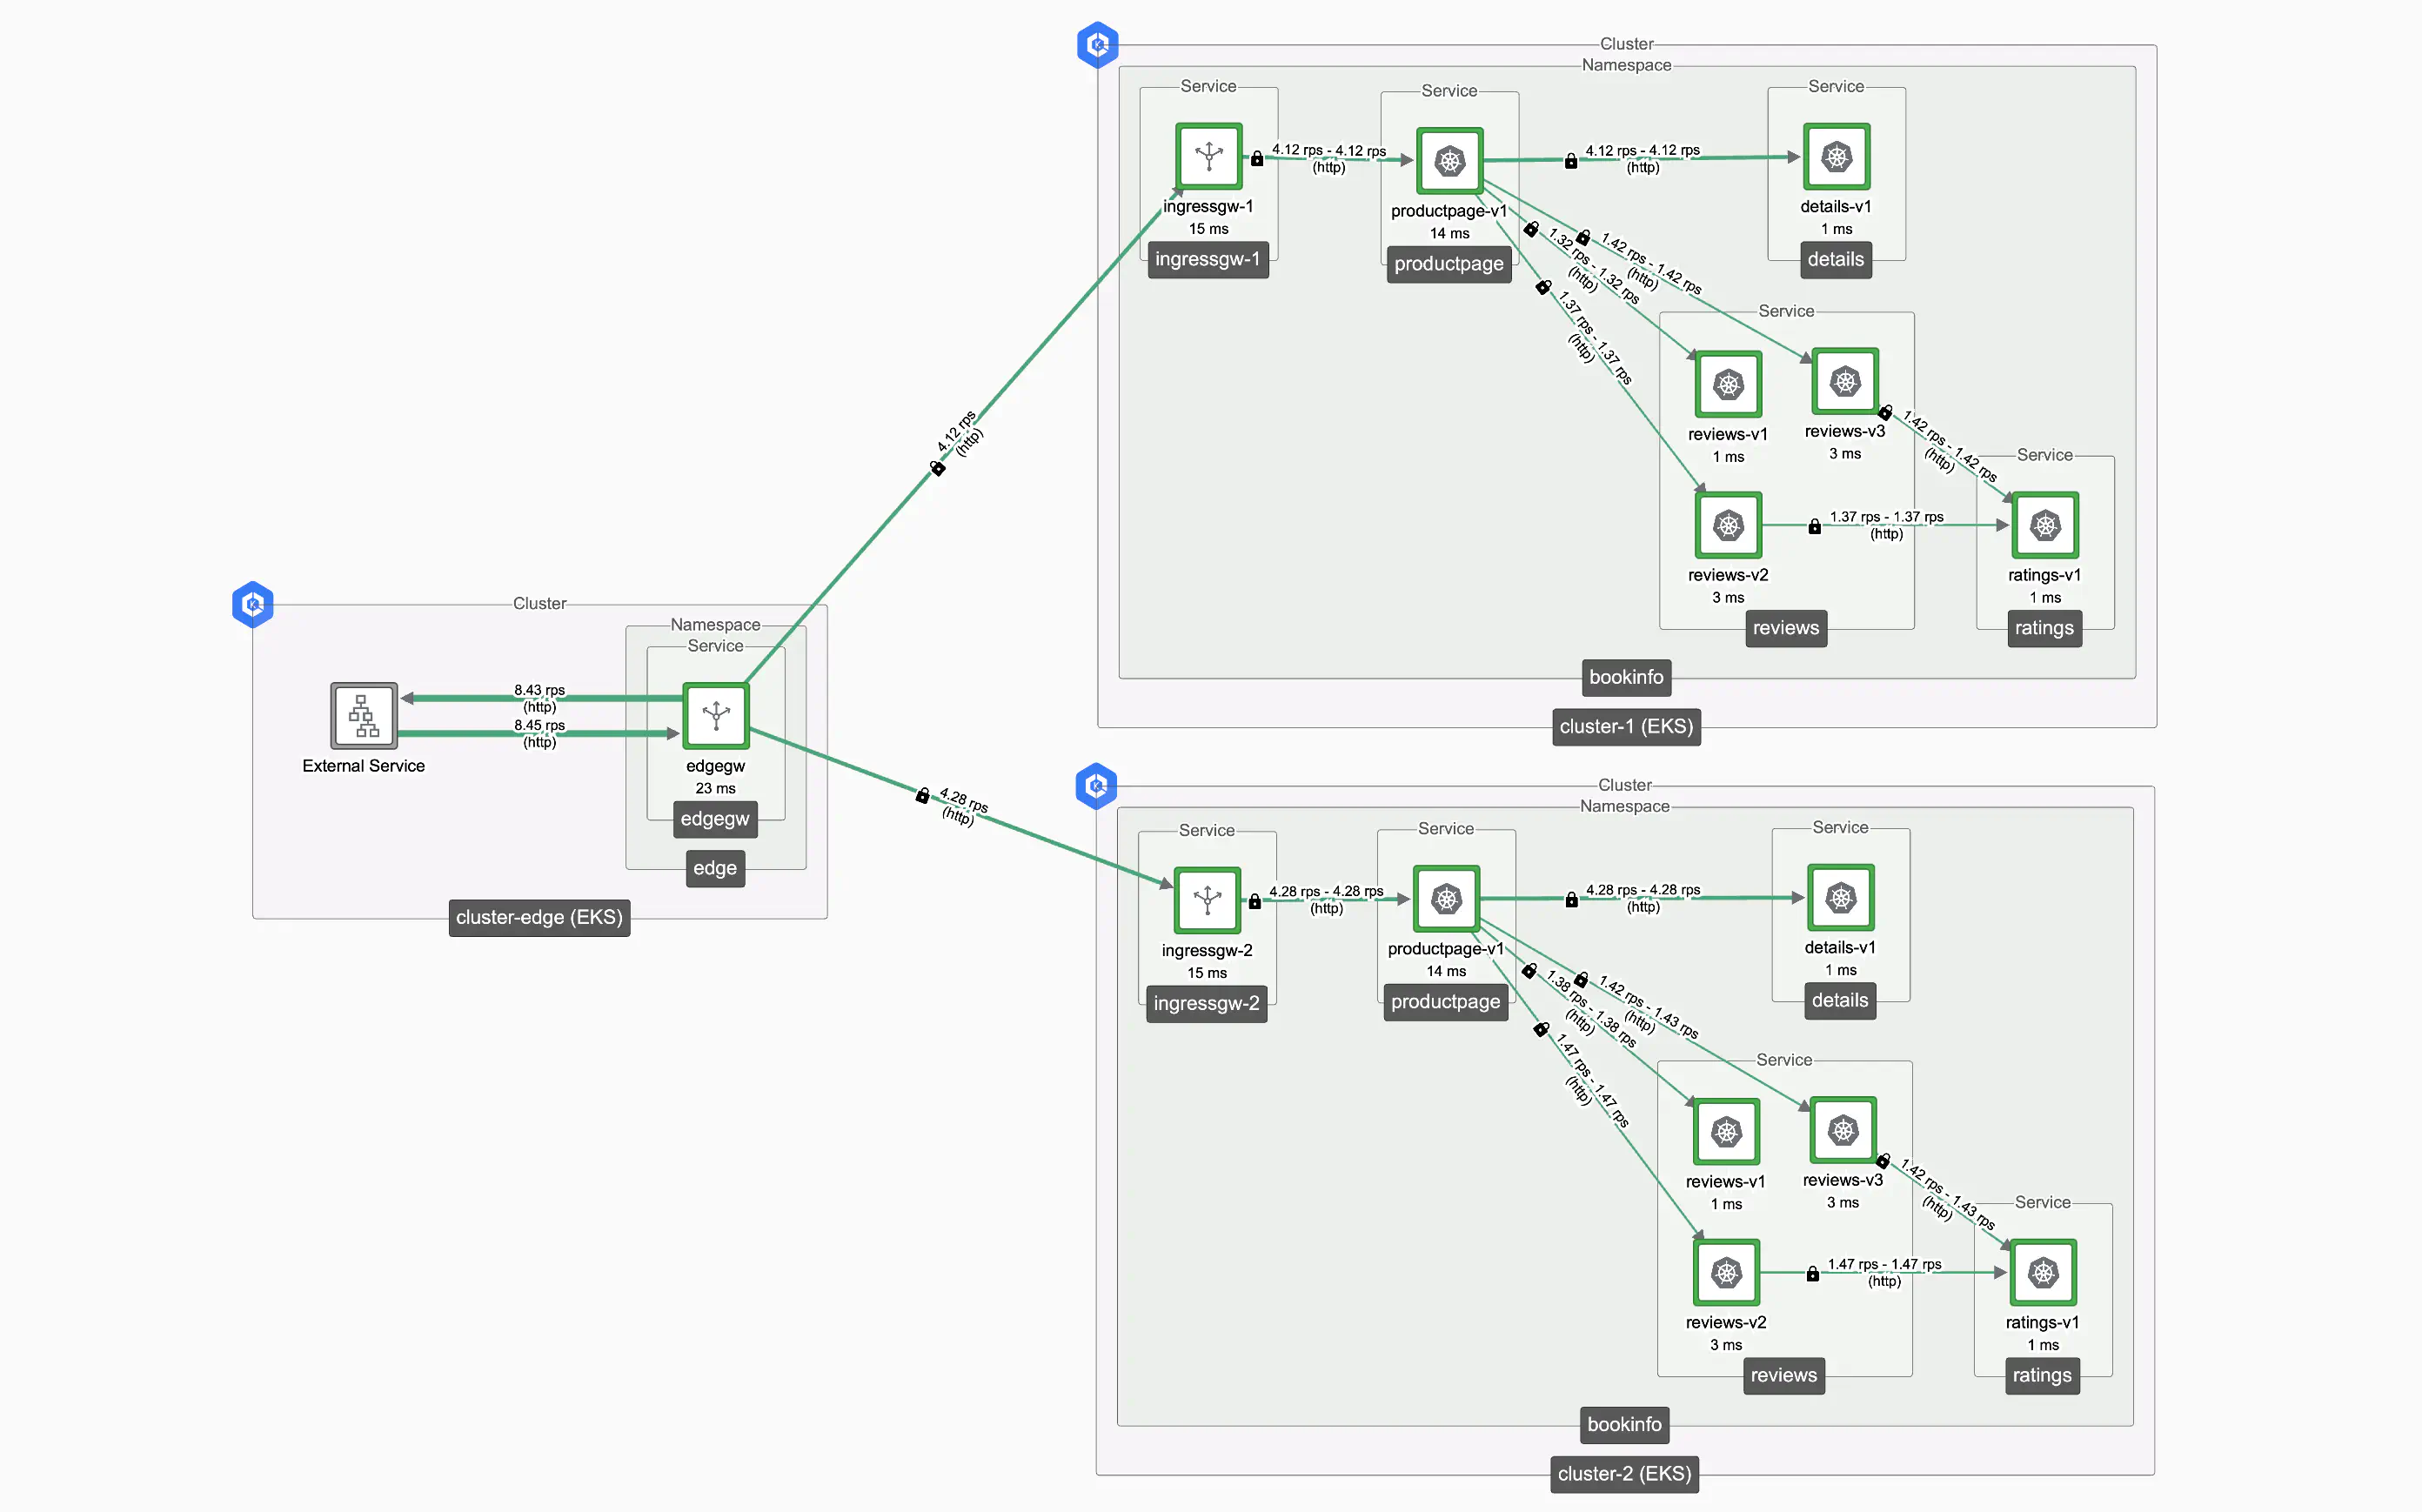 Cluster
Namespace
Service
ingressgw-1
15 ms
ingressgw-1
4.12 rps - 4.12 rps
(http)
Service
productpage-v1
14 ms
productpage
4.12 rps - 4.12 rps
(http)
Service
details-v1
1 ms
details
1.42 rps - 1.42 rps
(http)
1.32 rps - 1.32 rps
(http)
1.37 rps - 1.37 rps
(http)
Service
reviews-v1
1 ms
reviews-v3
3 ms
reviews-v2
3 ms
reviews
1.42 rps - 1.42 rps
(http)
1.37 rps - 1.37 rps
(http)
Service
ratings-v1
1 ms
ratings
bookinfo
cluster-1 (EKS)
4.12 rps
(http)
Cluster
Namespace
Service
External Service
8.43 rps
(http)
8.45 rps
(http)
edgegw
23 ms
edgegw
edge
cluster-edge (EKS)
4.28 rps
(http)
Cluster
Namespace
Service
ingressgw-2
15 ms
ingressgw-2
4.28 rps - 4.28 rps
(http)
Service
productpage-v1
14 ms
productpage
4.28 rps - 4.28 rps
(http)
Service
details-v1
1 ms
details
1.42 rps - 1.43 rps
(http)
1.38 rps - 1.38 rps
(http)
1.47 rps - 1.47 rps
(http)
Service
reviews-v1
1 ms
reviews-v3
3 ms
reviews-v2
3 ms
reviews
1.42 rps - 1.43 rps
(http)
1.47 rps - 1.47 rps
(http)
Service
ratings-v1
1 ms
ratings
bookinfo
cluster-2 (EKS)